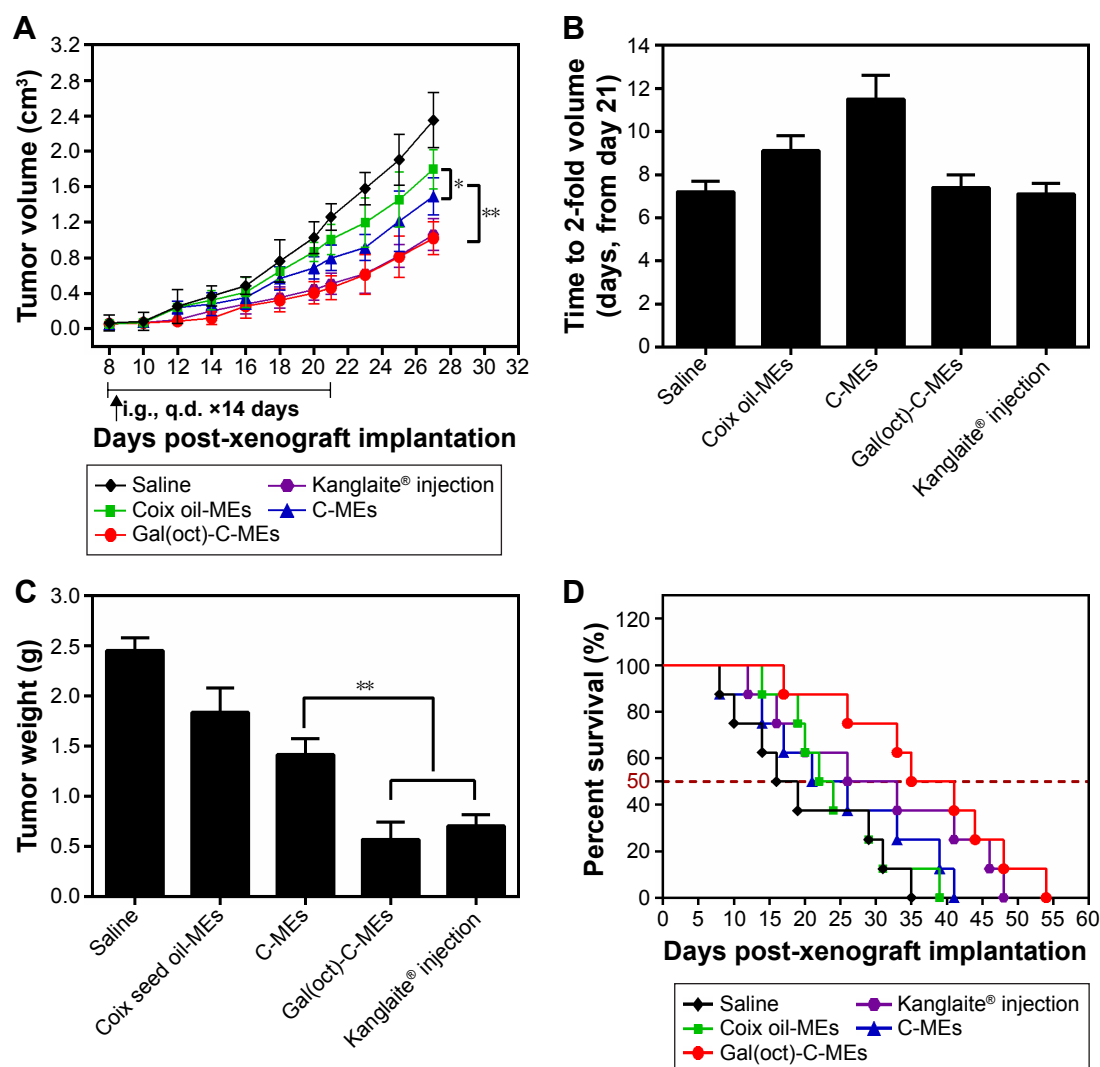 A
Tumor volume (cm³)
3.2
2.8
2.4
2.0
1.6
1.2
0.8
0.4
0.0
*
**
8 10 12 14 16 18 20 22 24 26 28 30 32
i.g., q.d. ×14 days
Days post-xenograft implantation
Saline
Kanglaite® injection
Coix oil-MEs
C-MEs
Gal(oct)-C-MEs
B
Time to 2-fold volume
(days, from day 21)
14
12
10
8
6
4
2
0
Saline
Coix oil-MEs
C-MEs
Gal(oct)-C-MEs
Kanglaite® injection
C
Tumor weight (g)
3.0
2.5
2.0
1.5
1.0
0.5
0.0
**
Saline
Coix seed oil-MEs
C-MEs
Gal(oct)-C-MEs
Kanglaite® injection
D
Percent survival (%)
120
100
80
60
50
40
20
0
0 5 10 15 20 25 30 35 40 45 50 55 60
Days post-xenograft implantation
Saline
Kanglaite® injection
Coix oil-MEs
C-MEs
Gal(oct)-C-MEs